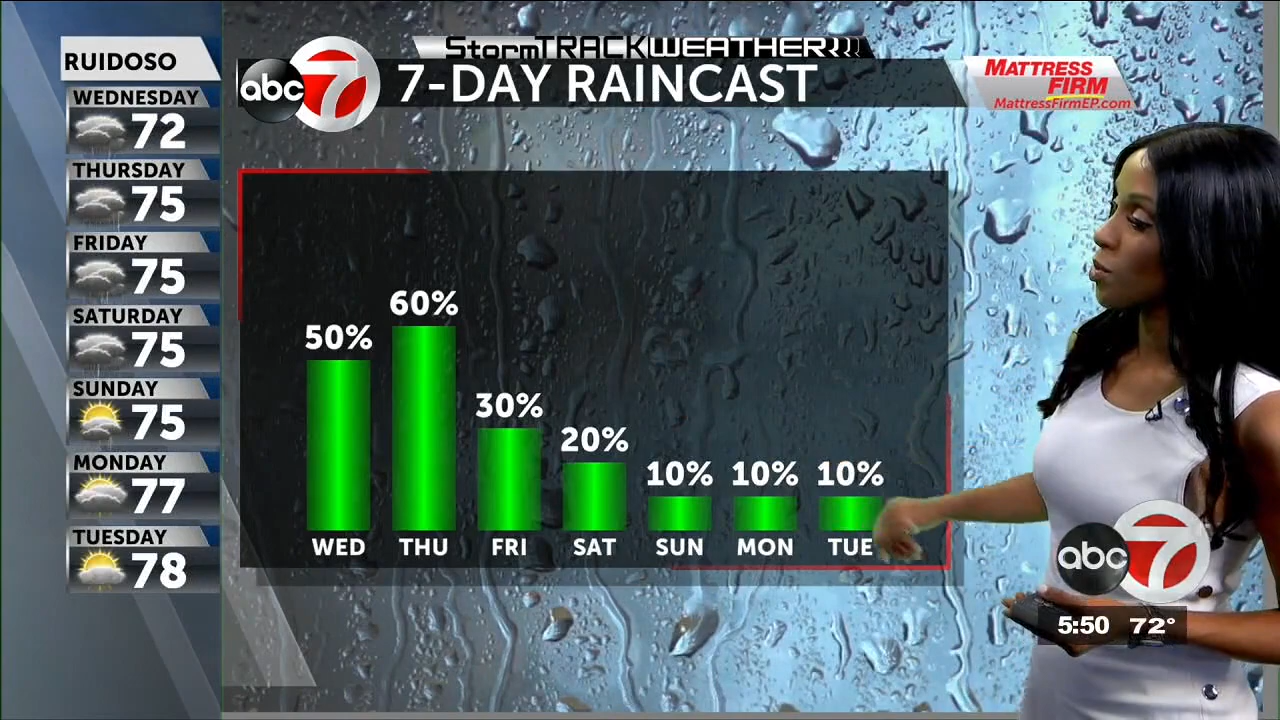 RUIDOSO
WEDNESDAY
72
THURSDAY
75
FRIDAY
75
SATURDAY
75
SUNDAY
75
MONDAY
77
TUESDAY
78
StormTRACKWEATHER
abc 7
7-DAY RAINCAST
MATTRESS
FIRM
MattressFirmEP.com
50%
60%
30%
20%
10%
10%
10%
WED
THU
FRI
SAT
SUN
MON
TUE
abc 7
5:50 72°